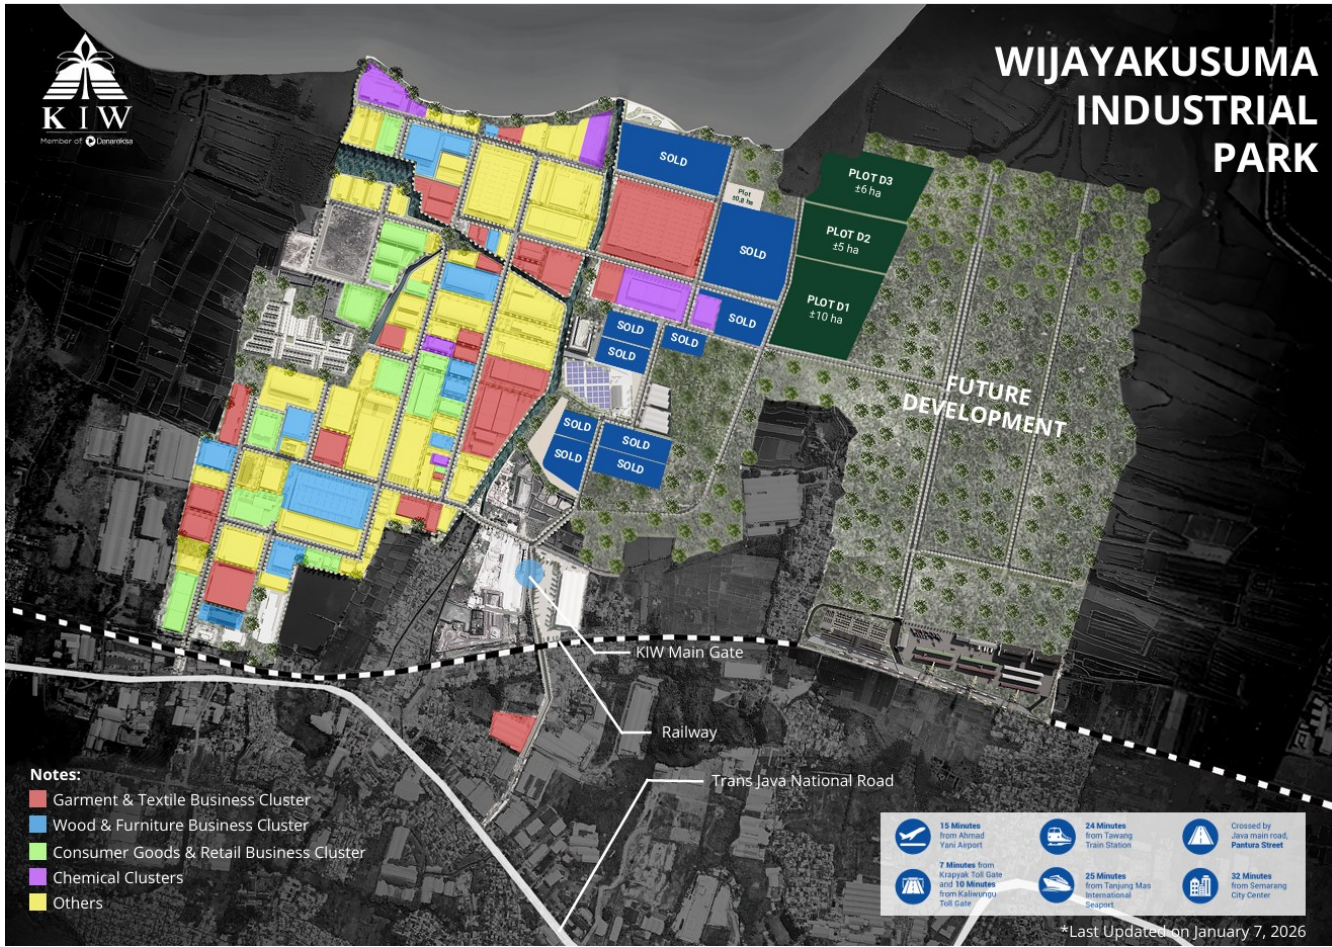 KIW
Member of Danareksa
WIJAYAKUSUMA
INDUSTRIAL
PARK
SOLD
Plot
±0,8 ha
SOLD
PLOT D3
±6 ha
PLOT D2
±5 ha
PLOT D1
±10 ha
SOLD
SOLD
SOLD
SOLD
SOLD
SOLD
SOLD
SOLD
SOLD
FUTURE
DEVELOPMENT
KIW Main Gate
Railway
Trans Java National Road
Notes:
Garment & Textile Business Cluster
Wood & Furniture Business Cluster
Consumer Goods & Retail Business Cluster
Chemical Clusters
Others
15 Minutes
from Ahmad
Yani Airport
24 Minutes
from Tawang
Train Station
Crossed by
Java main road,
Pantura Street
7 Minutes from
Krapyak Toll Gate
and 10 Minutes
from Kaliwungu
Toll Gate
25 Minutes
from Tanjung Mas
International
Seaport
32 Minutes
from Semarang
City Center
*Last Updated on January 7, 2026